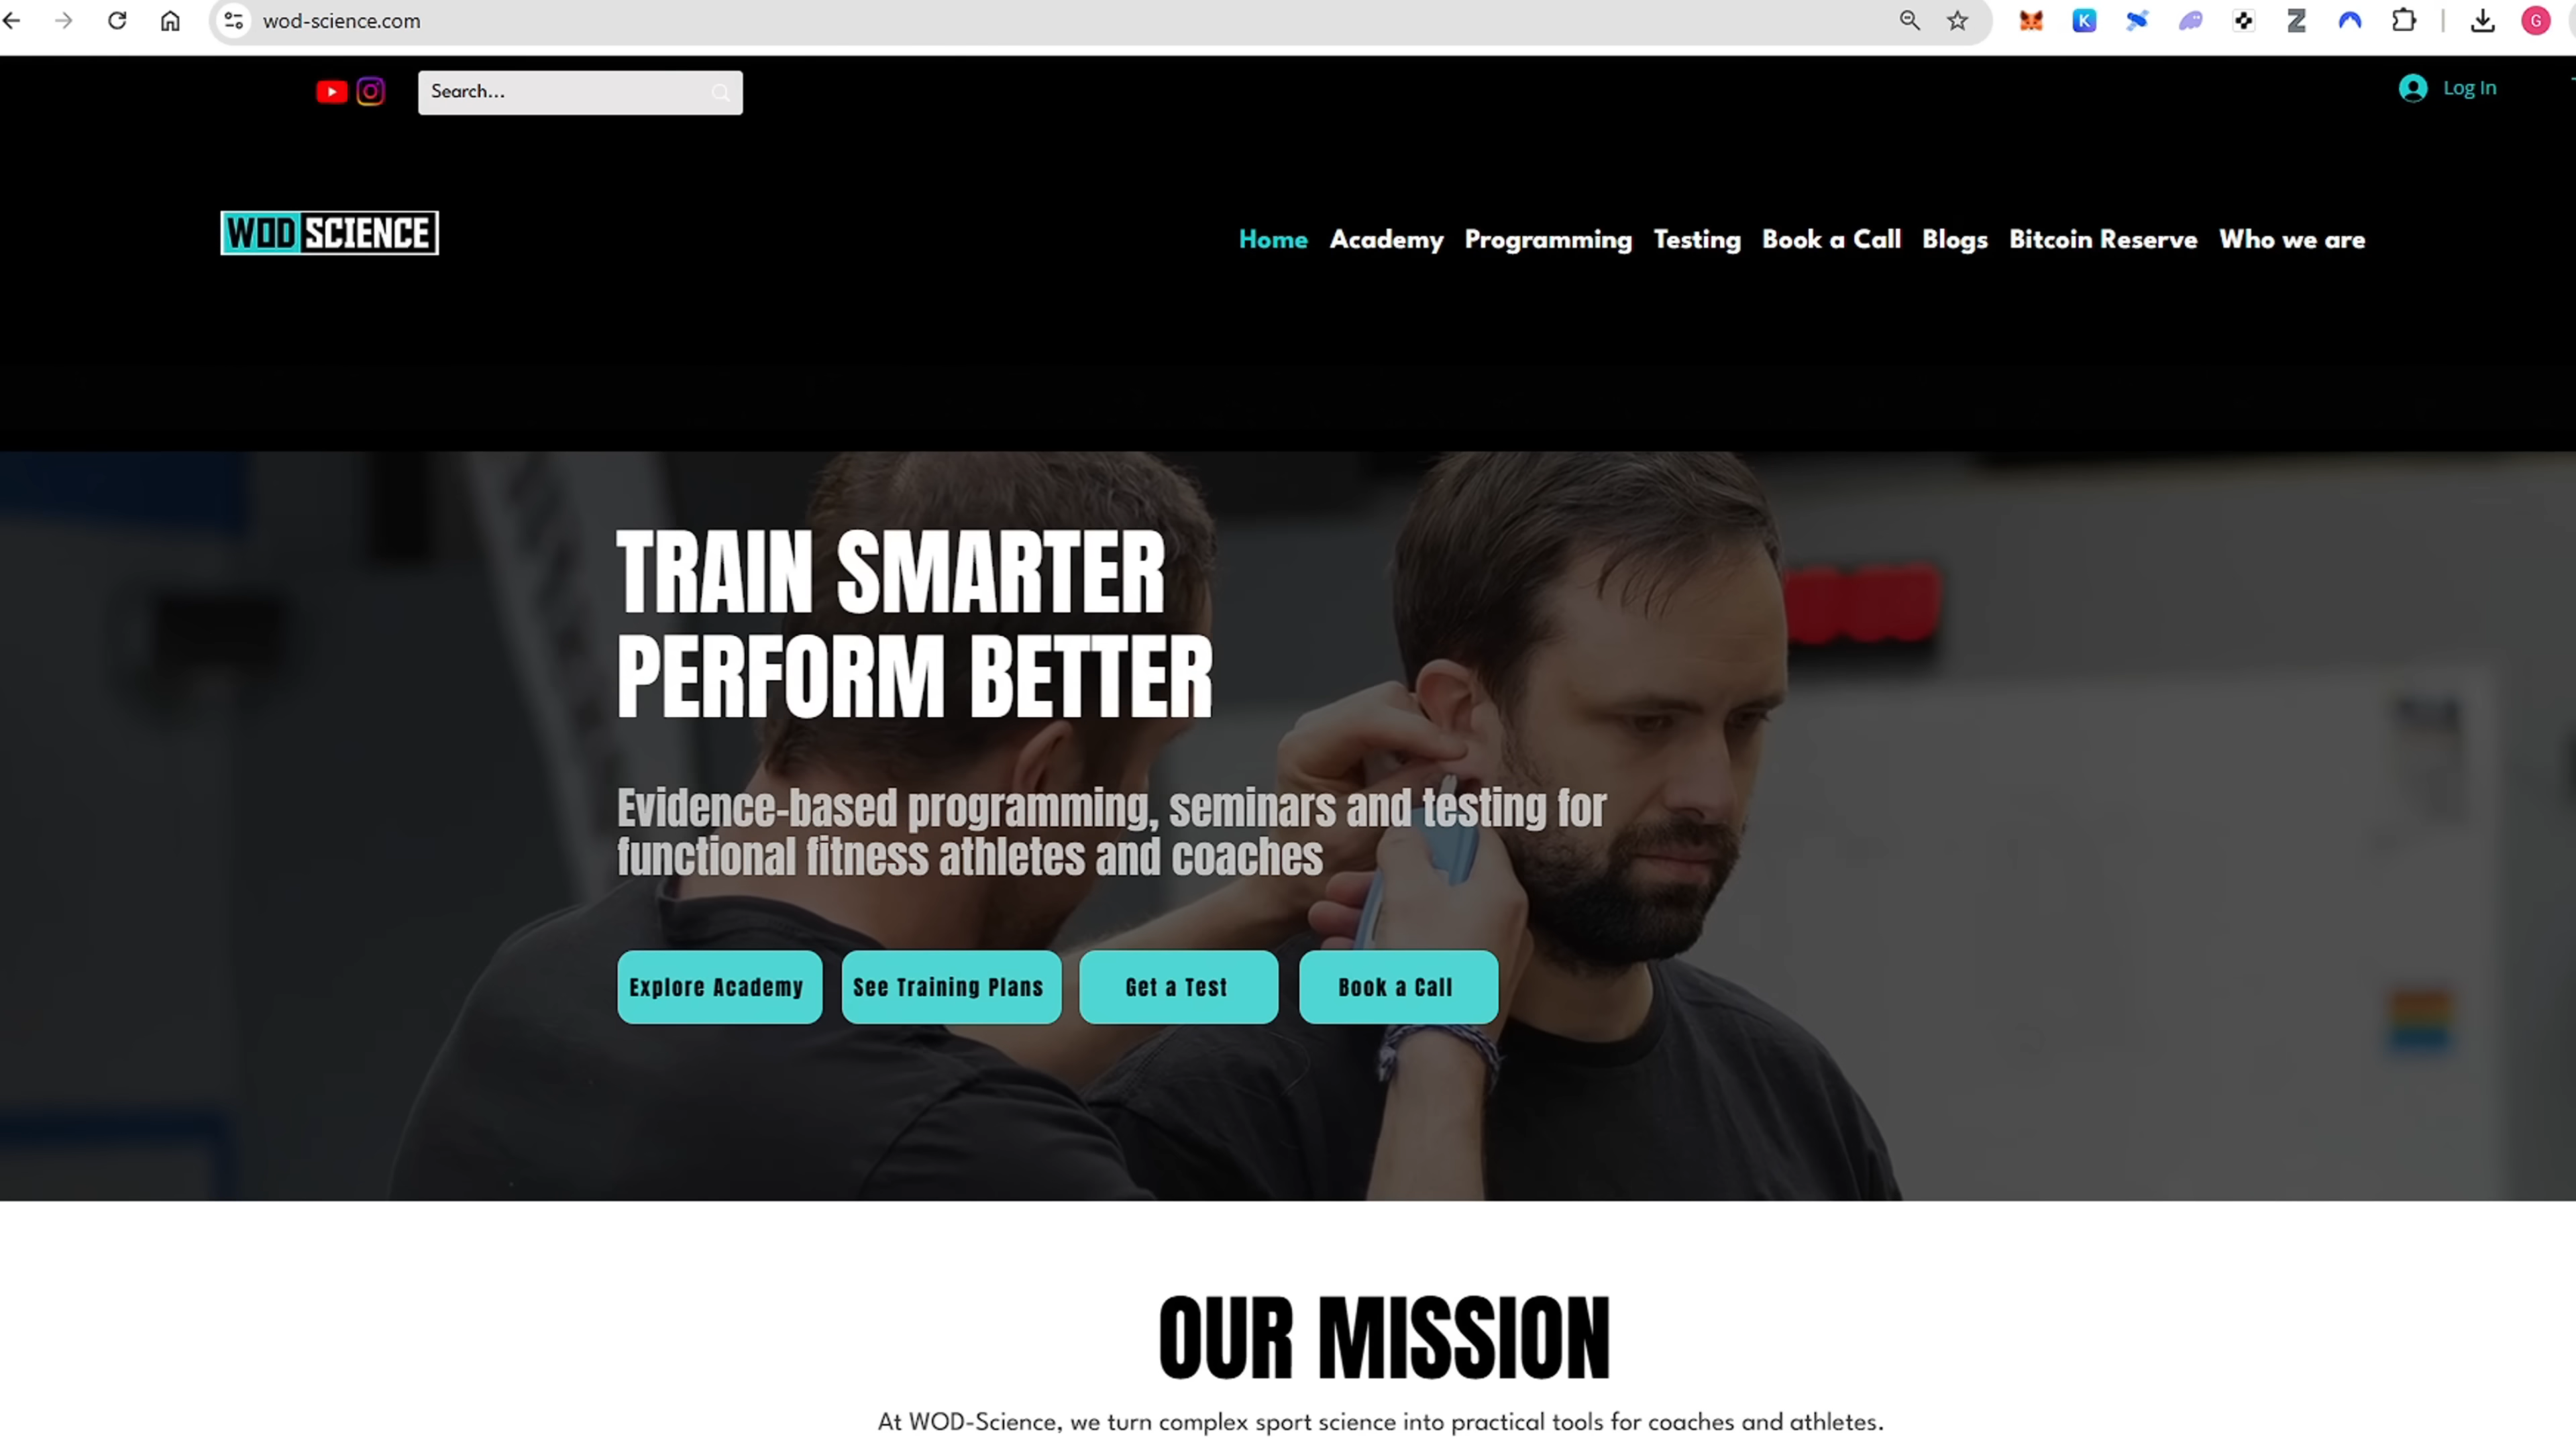 wod-science.com
Search...
Log In
WOD SCIENCE
Home Academy Programming Testing Book a Call Blogs Bitcoin Reserve Who we are
TRAIN SMARTER
PERFORM BETTER
Evidence-based programming, seminars and testing for
functional fitness athletes and coaches
Explore Academy See Training Plans Get a Test Book a Call
OUR MISSION
At WOD-Science, we turn complex sport science into practical tools for coaches and athletes.